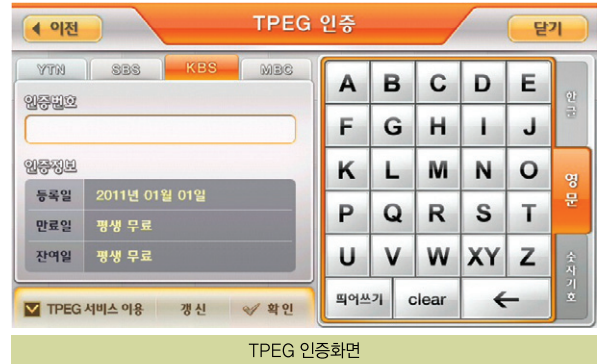 이전
TPEG 인증
닫기
YTN SBS KBS MBC
인증번호
인증정보
등록일 2011년 01월 01일
만료일 평생 무료
잔여일 평생 무료
TPEG 서비스 이용 갱신 확인
A B C D E
F G H I J
K L M N O
P Q R S T
U V W XY Z
띄어쓰기 clear ←
한글
영문
숫자기호
TPEG 인증화면